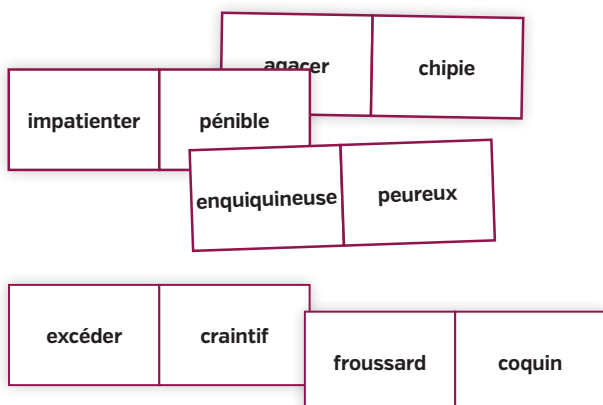 agacer chipie
impatienter pénible
enquiquineuse peureux
excéder craintif
froussard coquin